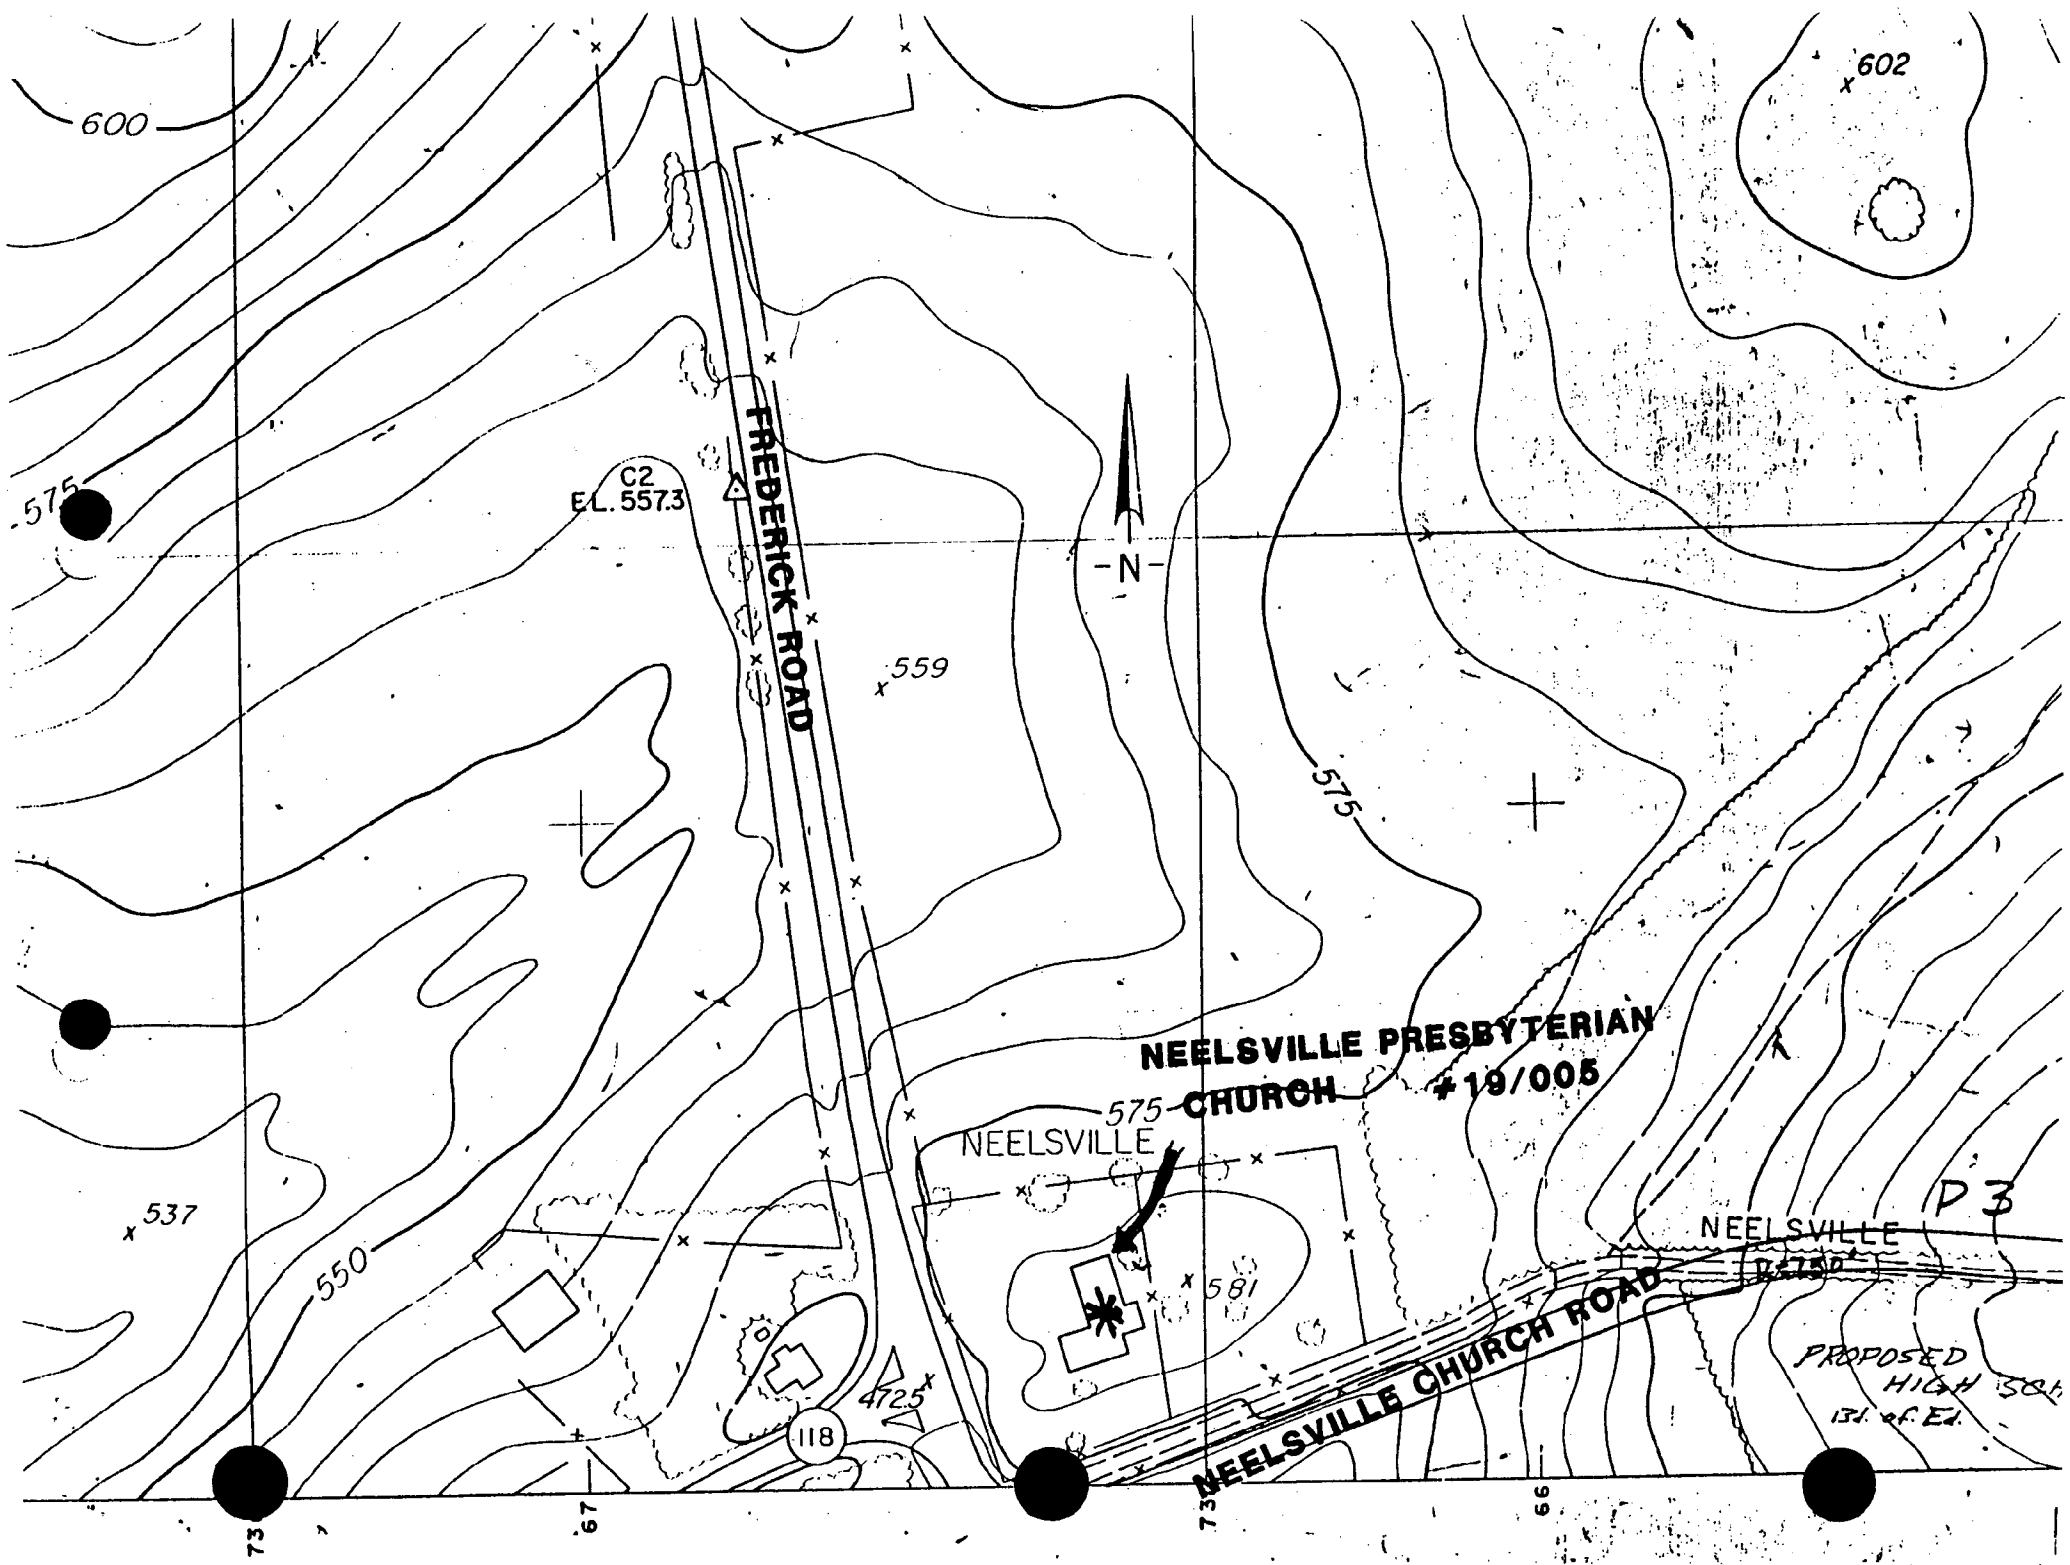 602
600
C2
EL. 557.3
575
FREDERICK ROAD
-N-
559
575
NEELSVILLE PRESBYTERIAN
CHURCH #19/005
575
NEELSVILLE
537
550
581
P3
NEELSVILLE
PROPOSED
HIGH SCH
Bd. of Ed.
4725
118
NEELSVILLE CHURCH ROAD
73
67
73
66